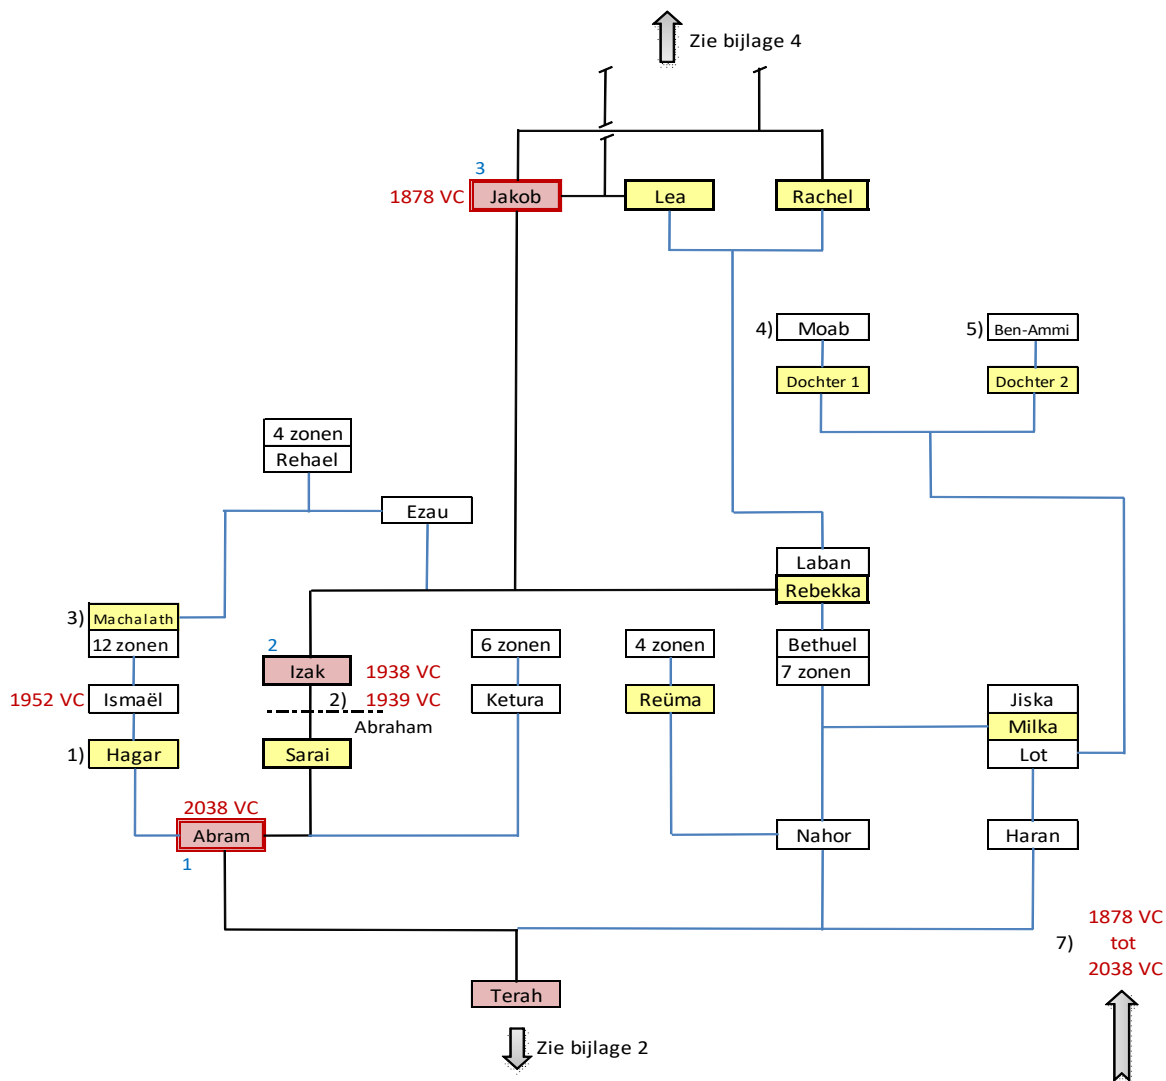 Zie bijlage 4
3
1878 VC
Jakob
Lea
Rachel
4)
Moab
5)
Ben-Ammi
Dochter 1
Dochter 2
4 zonen
Rehael
Ezau
Laban
Rebekka
3)
Machalath
12 zonen
2
Izak
1938 VC
6 zonen
4 zonen
Bethuel
7 zonen
1952 VC
Ismaël
2)
1939 VC
Ketura
Reüma
Jiska
Abraham
Milka
1)
Hagar
Sarai
Lot
2038 VC
Abram
Nahor
Haran
1
1878 VC
7)
tot
2038 VC
Terah
Zie bijlage 2